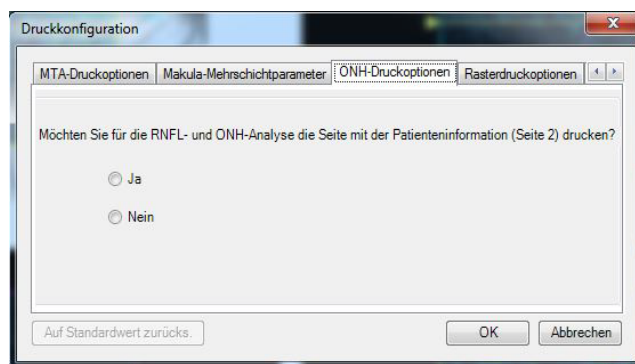 Druckkonfiguration
MTA-Druckoptionen Makula-Mehrschichtparameter ONH-Druckoptionen Rasterdruckoptionen
Möchten Sie für die RNFL- und ONH-Analyse die Seite mit der Patienteninformation (Seite 2) drucken?
Ja
Nein
Auf Standardwert zurücks. OK Abbrechen